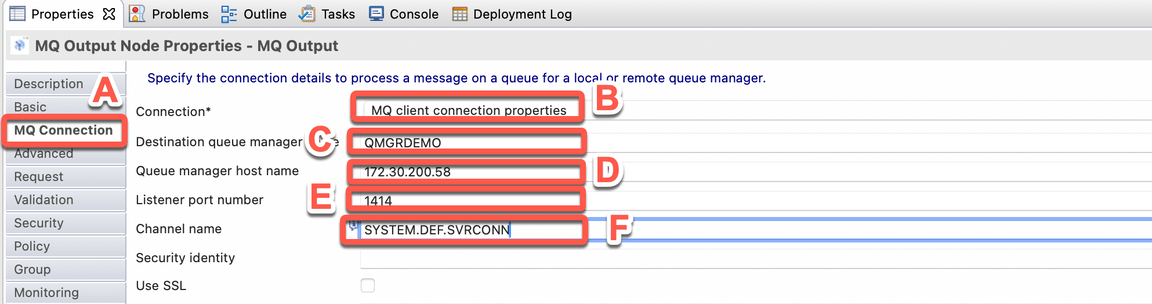 Properties Problems Outline Tasks Console Deployment Log
MQ Output Node Properties - MQ Output
Specify the connection details to process a message on a queue for a local or remote queue manager.
Description
A
Basic
MQ Connection
Advanced
Request
Validation
Security
Policy
Group
Monitoring
Connection* MQ client connection properties B
Destination queue manager C QMGRDEMO
Queue manager host name 172.30.200.58 D
Listener port number E 1414
Channel name SYSTEM.DEF.SVRCONN F
Security identity
Use SSL